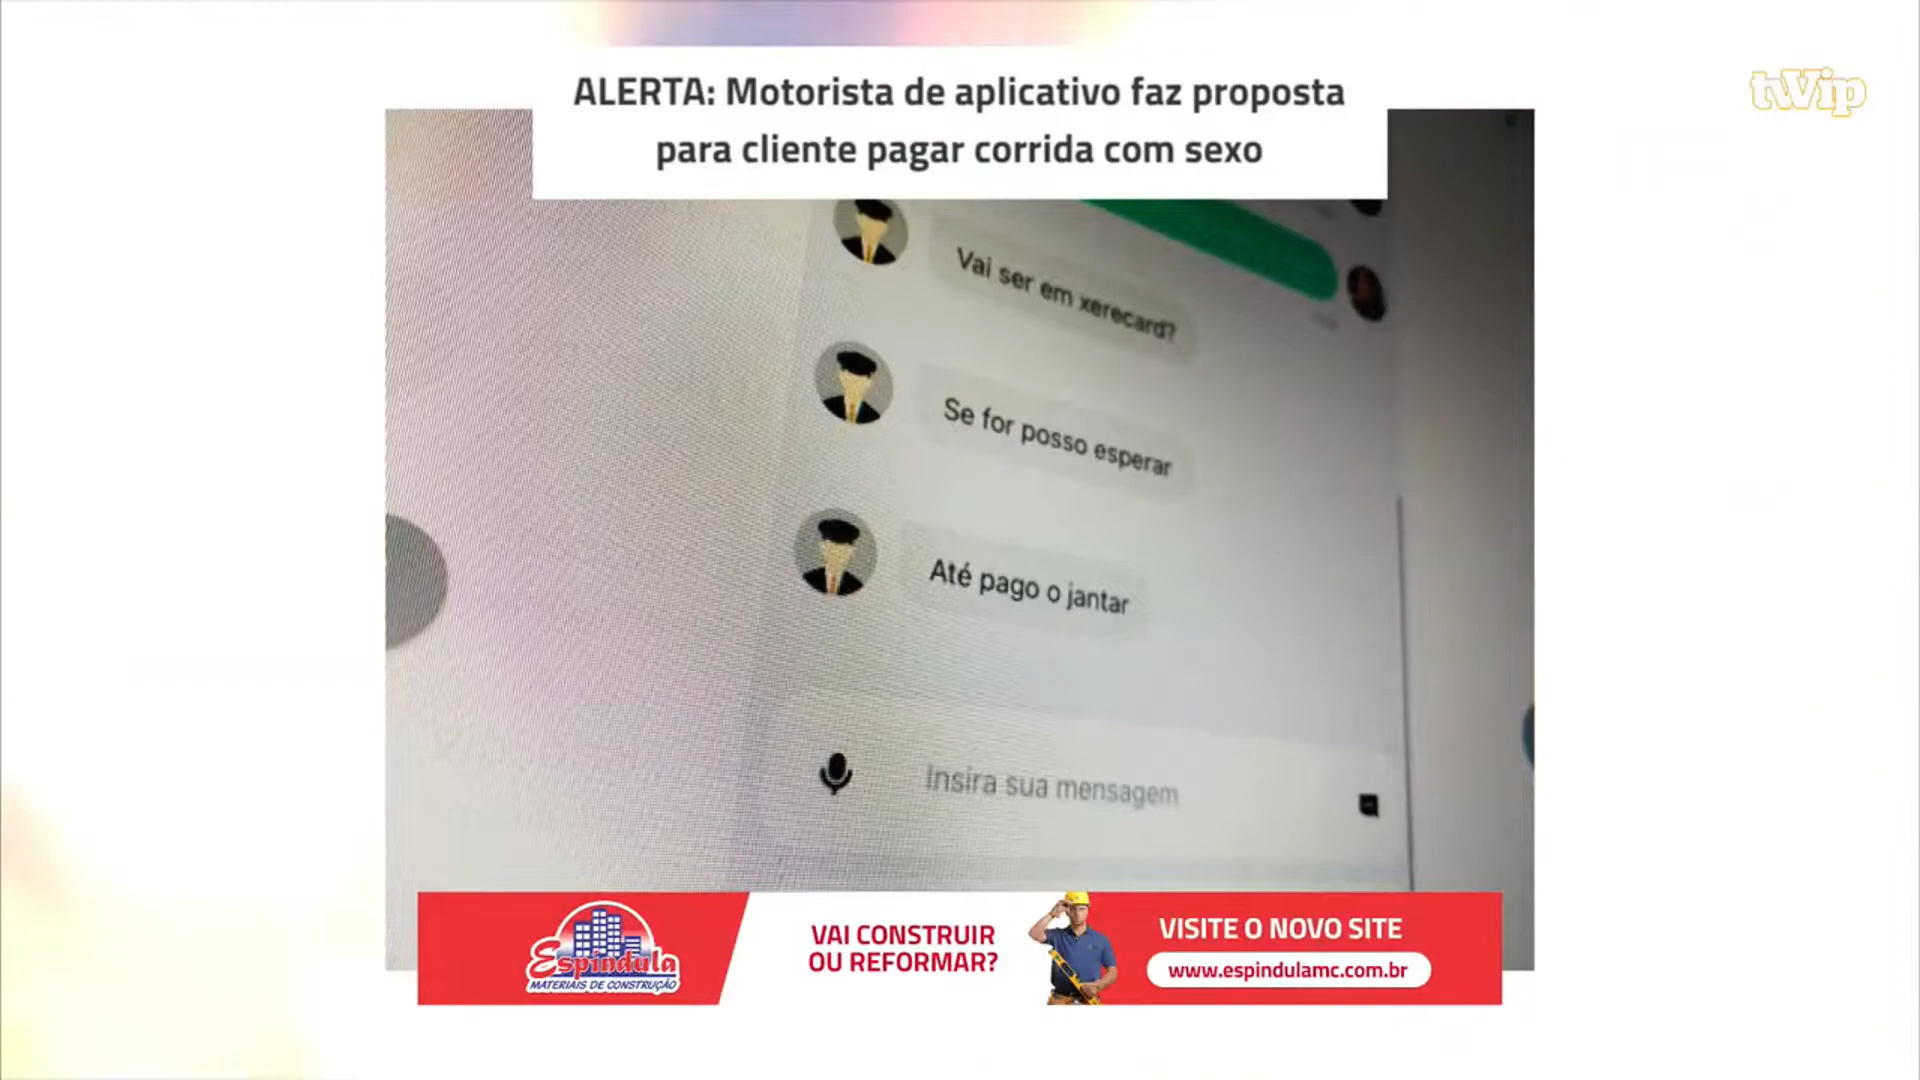 tvvip
ALERTA: Motorista de aplicativo faz proposta
para cliente pagar corrida com sexo
Vai ser em xerecard?
Se for posso esperar
Até pago o jantar
Insira sua mensagem
Espíndula
MATERIAIS DE CONSTRUÇÃO
VAI CONSTRUIR
OU REFORMAR?
VISITE O NOVO SITE
www.espindulamc.com.br